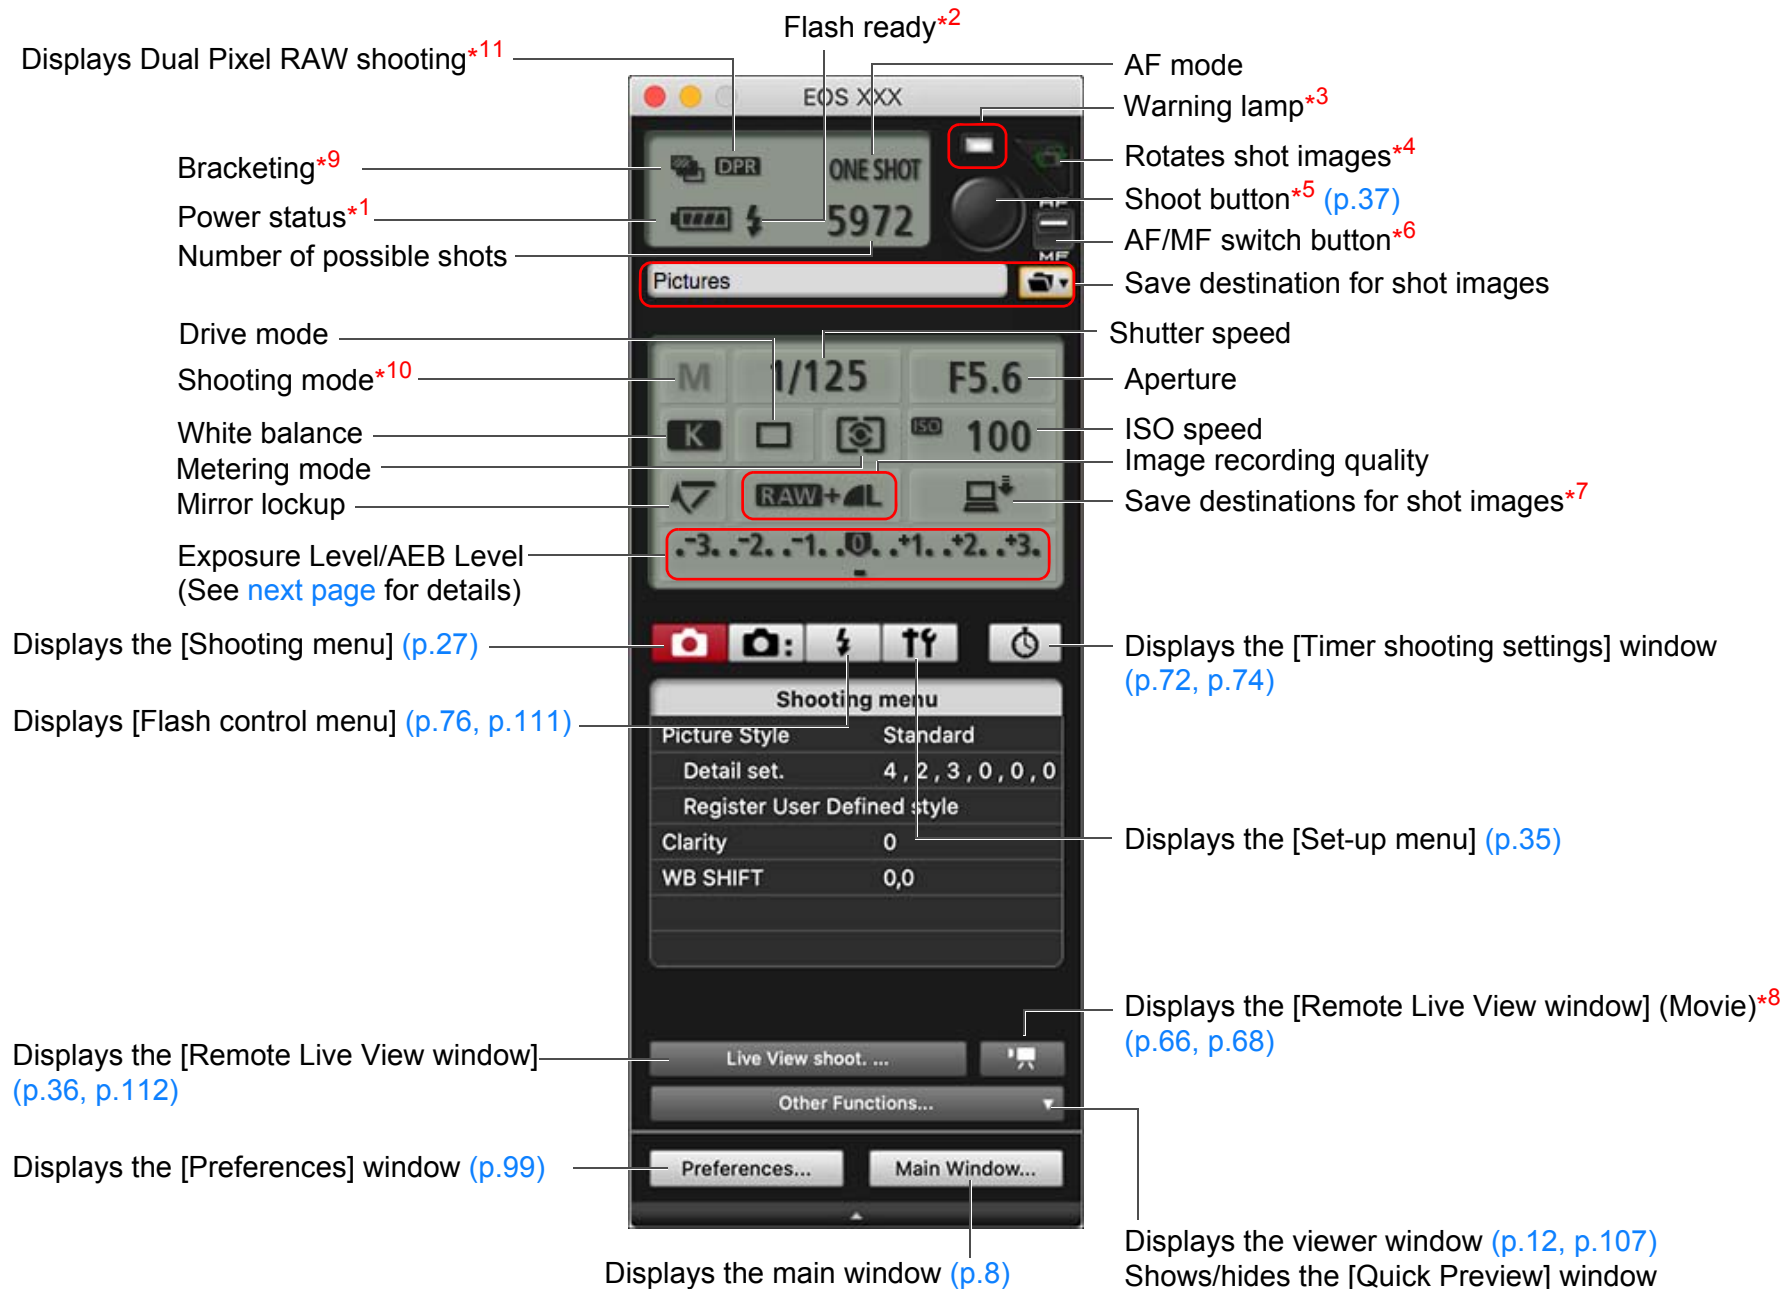 Flash ready*2
Displays Dual Pixel RAW shooting*11
AF mode
EOS XXX
Warning lamp*3
Bracketing*9
DPR
ONE SHOT
Rotates shot images*4
Shoot button*5 (p.37)
Power status*1
5972
AF
AF/MF switch button*6
Number of possible shots
MF
Pictures
Save destination for shot images
Drive mode
Shutter speed
Shooting mode*10
M
1/125
F5.6
Aperture
White balance
K
ISO
100
ISO speed
Metering mode
Image recording quality
Mirror lockup
RAW+ L
Save destinations for shot images*7
Exposure Level/AEB Level
.-3. .-2. .-1. .0. .+1. .+2. .+3.
(See next page for details)
Displays the [Shooting menu] (p.27)
Displays the [Timer shooting settings] window
(p.72, p.74)
Shooting menu
Displays [Flash control menu] (p.76, p.111)
Picture Style Standard
Detail set. 4 , 2 , 3 , 0 , 0 , 0
Register User Defined style
Clarity 0
Displays the [Set-up menu] (p.35)
WB SHIFT 0,0
Displays the [Remote Live View window] (Movie)*8
(p.66, p.68)
Displays the [Remote Live View window]
(p.36, p.112)
Live View shoot. ...
Other Functions...
Displays the [Preferences] window (p.99)
Preferences...
Main Window...
Displays the viewer window (p.12, p.107)
Displays the main window (p.8)
Shows/hides the [Quick Preview] window